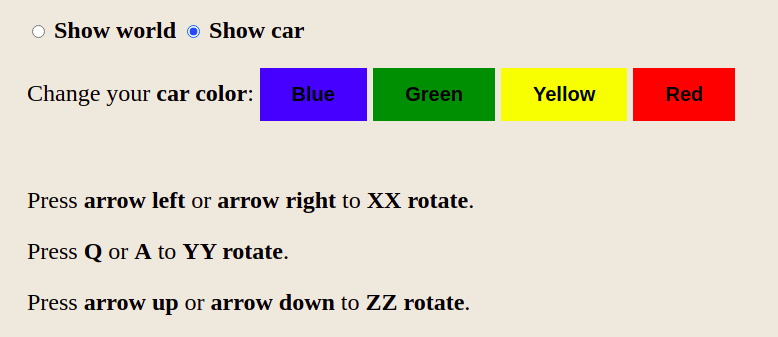 Show world Show car
Change your car color: Blue Green Yellow Red
Press arrow left or arrow right to XX rotate.
Press Q or A to YY rotate.
Press arrow up or arrow down to ZZ rotate.